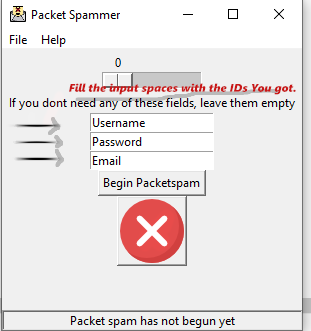 Packet Spammer
File Help
0
Fill the input spaces with the IDs You got.
If you dont need any of these fields, leave them empty
Username
Password
Email
Begin Packetspam
Packet spam has not begun yet